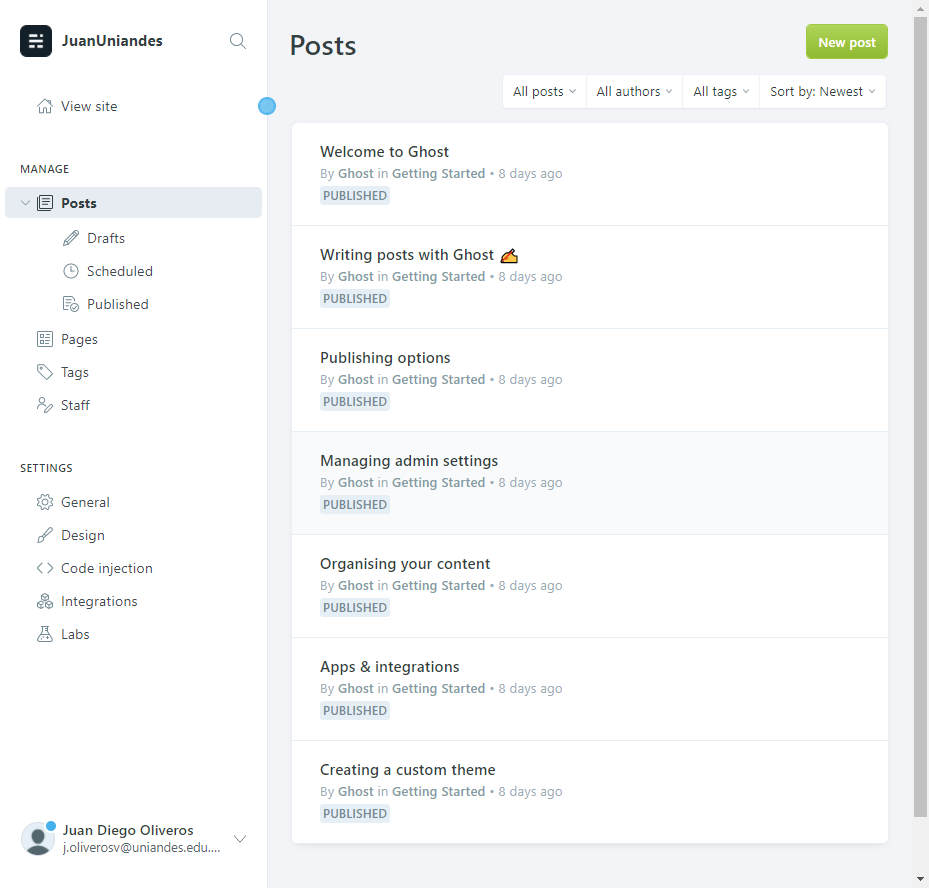 JuanUniandes
View site
MANAGE
Posts
Drafts
Scheduled
Published
Pages
Tags
Staff
SETTINGS
General
Design
Code injection
Integrations
Labs
Juan Diego Oliveros
j.oliverosv@uniandes.edu....
Posts
New post
All posts
All authors
All tags
Sort by: Newest
Welcome to Ghost
By Ghost in Getting Started • 8 days ago
PUBLISHED
Writing posts with Ghost ✍️
By Ghost in Getting Started • 8 days ago
PUBLISHED
Publishing options
By Ghost in Getting Started • 8 days ago
PUBLISHED
Managing admin settings
By Ghost in Getting Started • 8 days ago
PUBLISHED
Organising your content
By Ghost in Getting Started • 8 days ago
PUBLISHED
Apps & integrations
By Ghost in Getting Started • 8 days ago
PUBLISHED
Creating a custom theme
By Ghost in Getting Started • 8 days ago
PUBLISHED